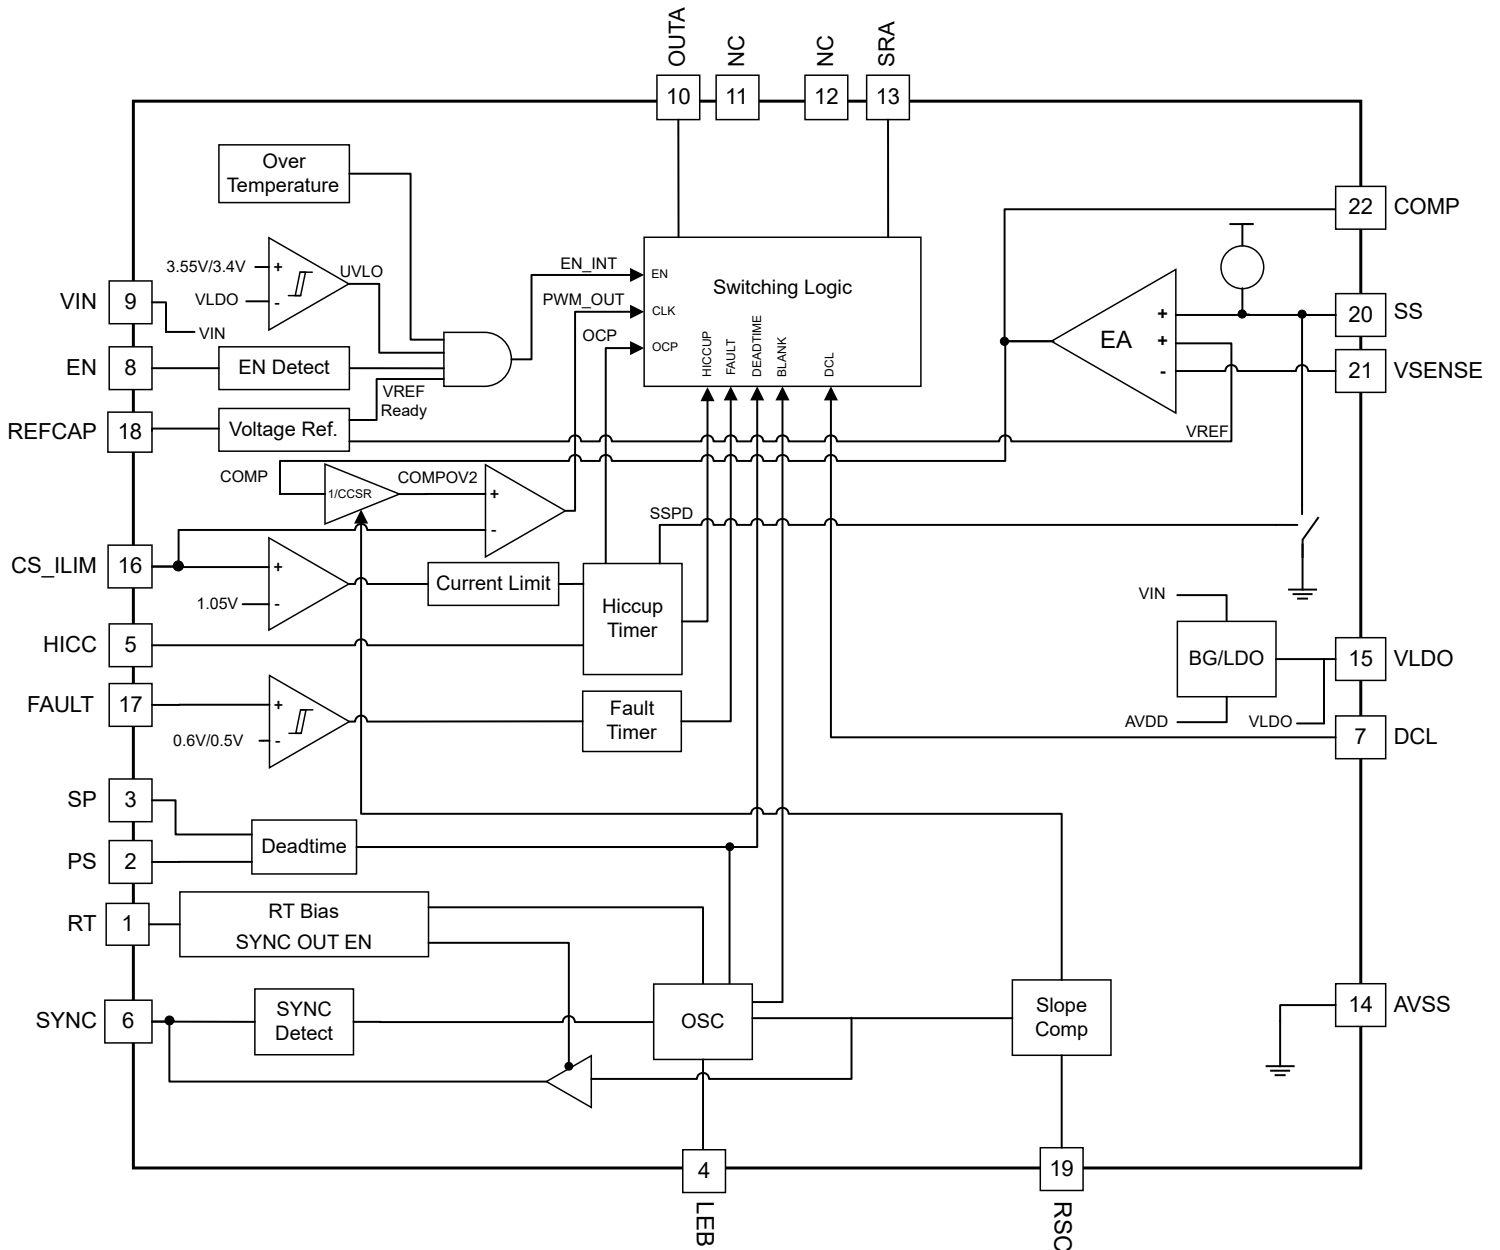 OUTA
NC
NC
SRA
10
11
12
13
Over
Temperature
3.55V/3.4V
+
UVLO
VLDO
-
VIN
9
VIN
EN
8
EN Detect
REFCAP
18
Voltage Ref.
VREF
Ready
EN_INT
PWM_OUT
OCP
EN
CLK
OCP
Switching Logic
HICCUP
FAULT
DEADTIME
BLANK
DCL
22
COMP
EA
+
+
-
20
SS
21
VSENSE
VREF
COMP
1/CCSR
COMPOV2
+
-
SSPD
CS_ILIM
16
+
1.05V
-
Current Limit
Hiccup
Timer
HICC
5
FAULT
17
+
0.6V/0.5V
-
Fault
Timer
VIN
BG/LDO
15
VLDO
AVDD
VLDO
7
DCL
SP
3
PS
2
Deadtime
RT
1
RT Bias
SYNC OUT EN
SYNC
6
SYNC
Detect
OSC
Slope
Comp
14
AVSS
4
LEB
19
RSC